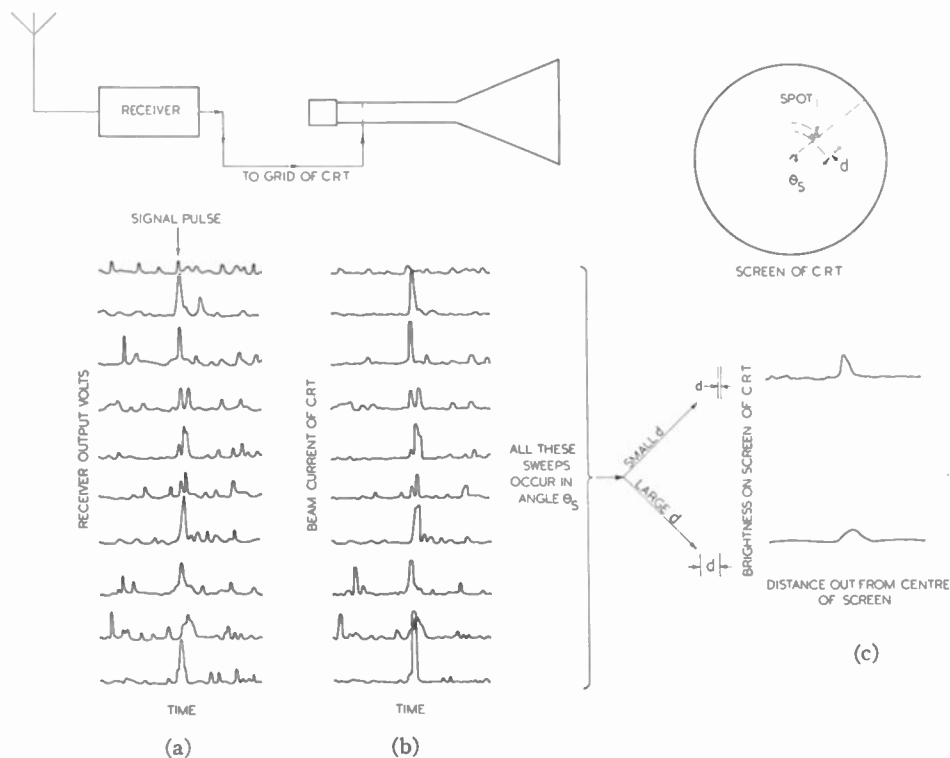 RECEIVER
TO GRID OF CRT
SPOT
d
θS
SCREEN OF CRT
SIGNAL PULSE
RECEIVER OUTPUT VOLTS
TIME
(a)
BEAM CURRENT OF CRT
TIME
(b)
ALL THESE
SWEEPS
OCCUR IN
ANGLE θS
SMALL d
LARGE d
d
d
BRIGHTNESS ON SCREEN OF CRT
DISTANCE OUT FROM CENTRE
OF SCREEN
(c)